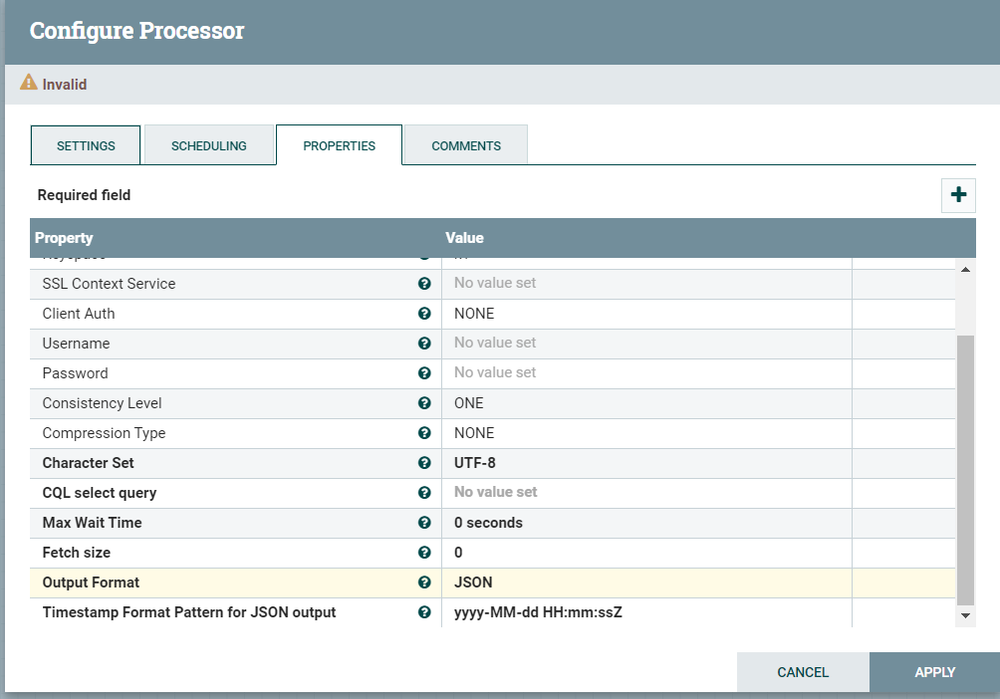 Configure Processor
Invalid
SETTINGS SCHEDULING PROPERTIES COMMENTS
Required field
Property Value
Keyspace
SSL Context Service No value set
Client Auth NONE
Username No value set
Password No value set
Consistency Level ONE
Compression Type NONE
Character Set UTF-8
CQL select query No value set
Max Wait Time 0 seconds
Fetch size 0
Output Format JSON
Timestamp Format Pattern for JSON output yyyy-MM-dd HH:mm:ssZ
CANCEL APPLY